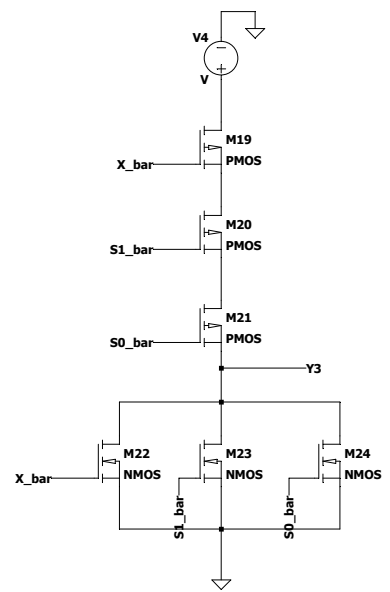 V4
V
M19
X_bar
PMOS
M20
S1_bar
PMOS
M21
S0_bar
PMOS
Y3
M22
M23
M24
X_bar
NMOS
S1_bar
NMOS
S0_bar
NMOS